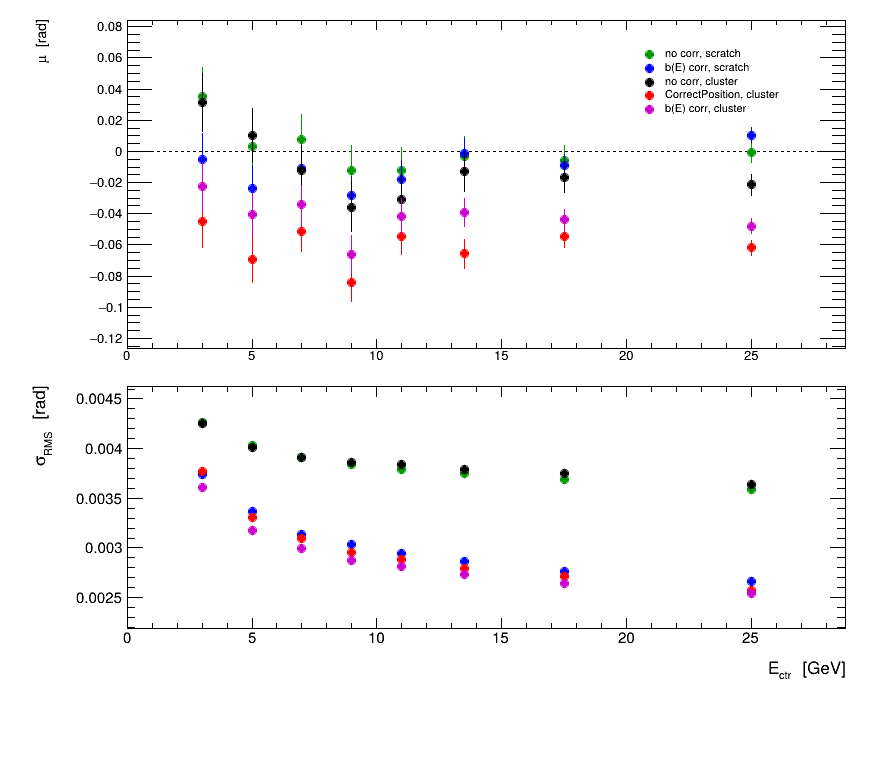 μ [rad]
0.08
0.06
0.04
0.02
0
−0.02
−0.04
−0.06
−0.08
−0.1
−0.12
no corr, scratch
b(E) corr, scratch
no corr, cluster
CorrectPosition, cluster
b(E) corr, cluster
0 5 10 15 20 25
σRMS [rad]
0.0045
0.004
0.0035
0.003
0.0025
0 5 10 15 20 25
Ectr [GeV]